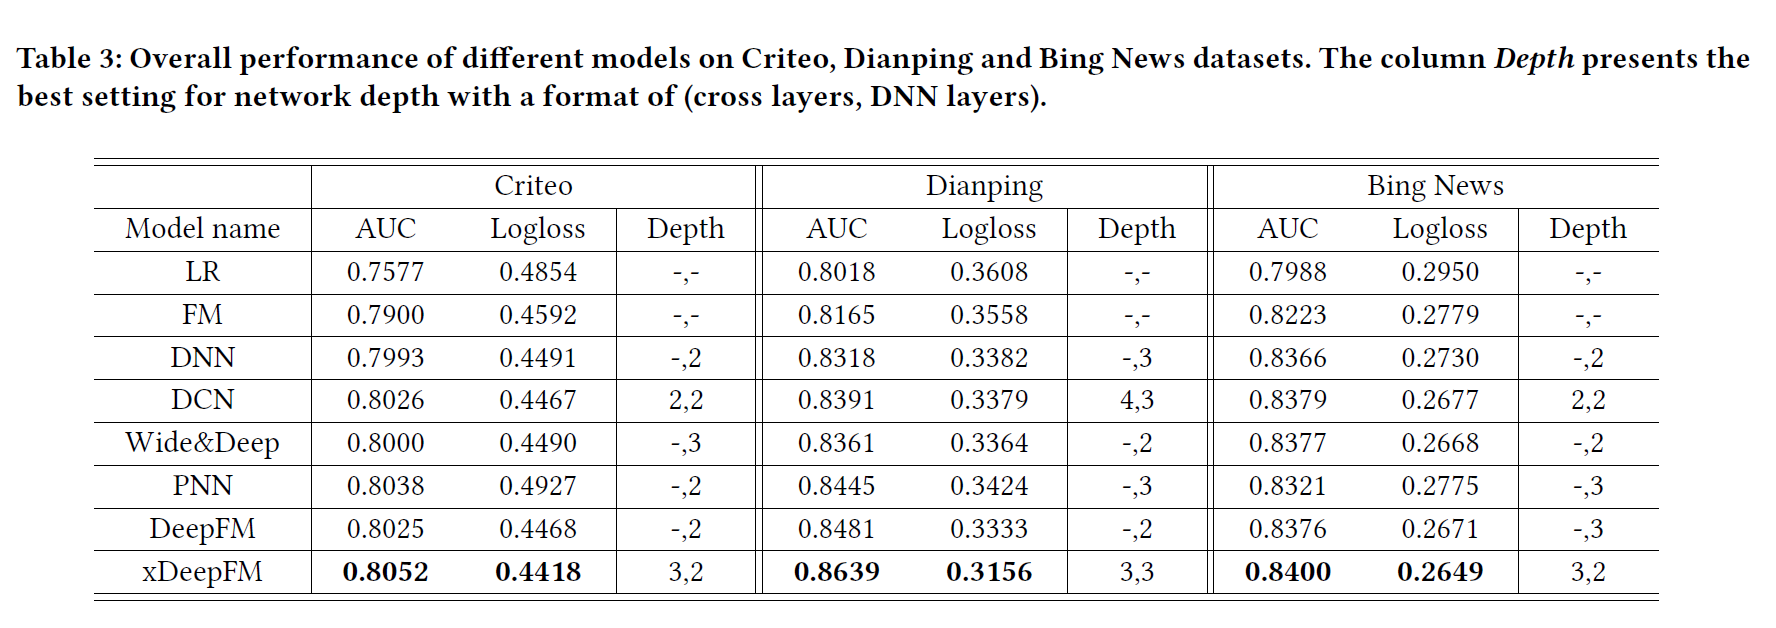 Table 3: Overall performance of different models on Criteo, Dianping and Bing News datasets. The column Depth presents the
best setting for network depth with a format of (cross layers, DNN layers).
Criteo Dianping Bing News
Model name AUC Logloss Depth AUC Logloss Depth AUC Logloss Depth
LR 0.7577 0.4854 -,- 0.8018 0.3608 -,- 0.7988 0.2950 -,-
FM 0.7900 0.4592 -,- 0.8165 0.3558 -,- 0.8223 0.2779 -,-
DNN 0.7993 0.4491 -,2 0.8318 0.3382 -,3 0.8366 0.2730 -,2
DCN 0.8026 0.4467 2,2 0.8391 0.3379 4,3 0.8379 0.2677 2,2
Wide&Deep 0.8000 0.4490 -,3 0.8361 0.3364 -,2 0.8377 0.2668 -,2
PNN 0.8038 0.4927 -,2 0.8445 0.3424 -,3 0.8321 0.2775 -,3
DeepFM 0.8025 0.4468 -,2 0.8481 0.3333 -,2 0.8376 0.2671 -,3
xDeepFM 0.8052 0.4418 3,2 0.8639 0.3156 3,3 0.8400 0.2649 3,2